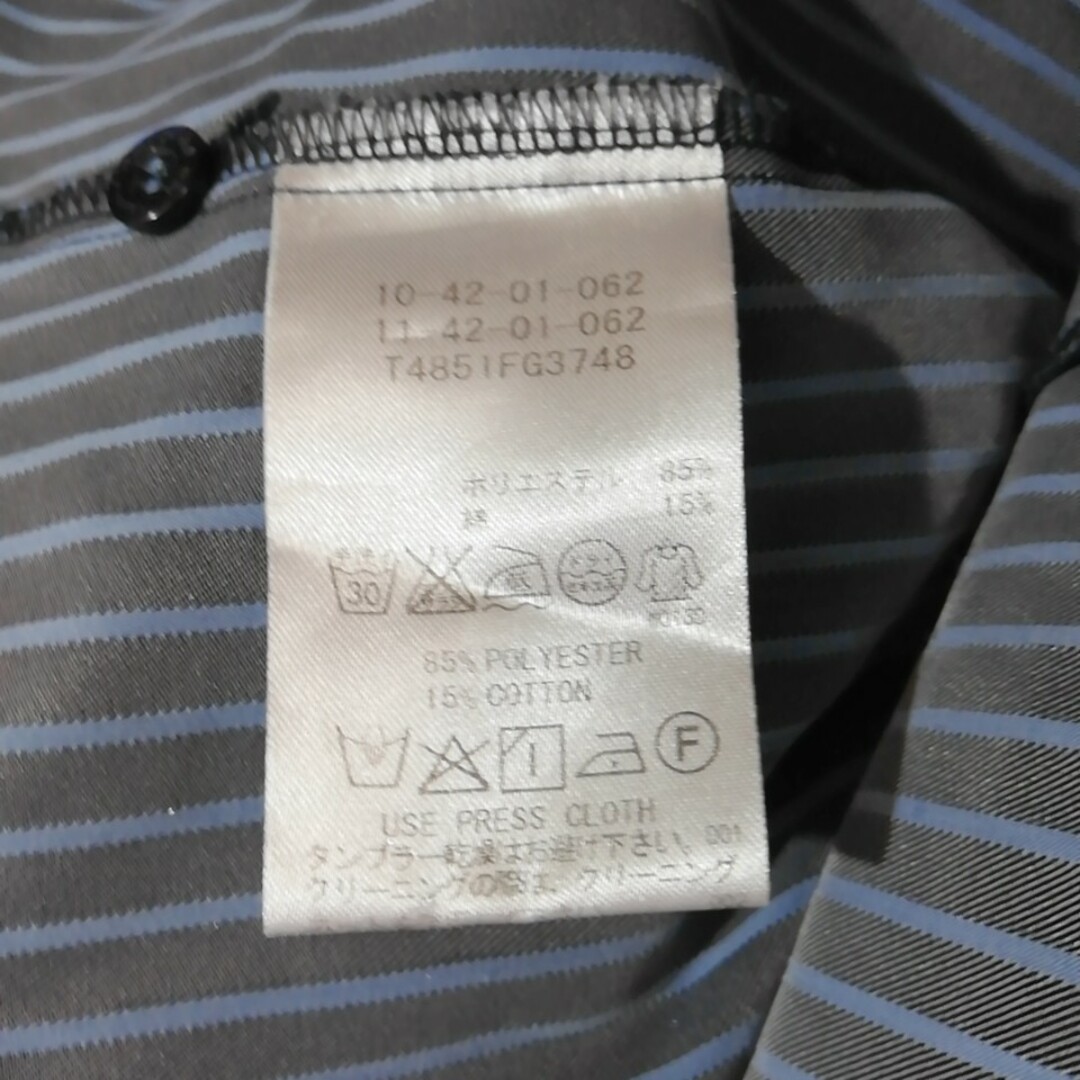 10-42-01-062
11-42-01-062
T4851FG3748
ポリエステル 85%
綿 15%
30
85% POLYESTER
15% COTTON
F
USE PRESS CLOTH
タンブラー乾燥はお避け下さい。 001
クリーニングの際は、クリーニング